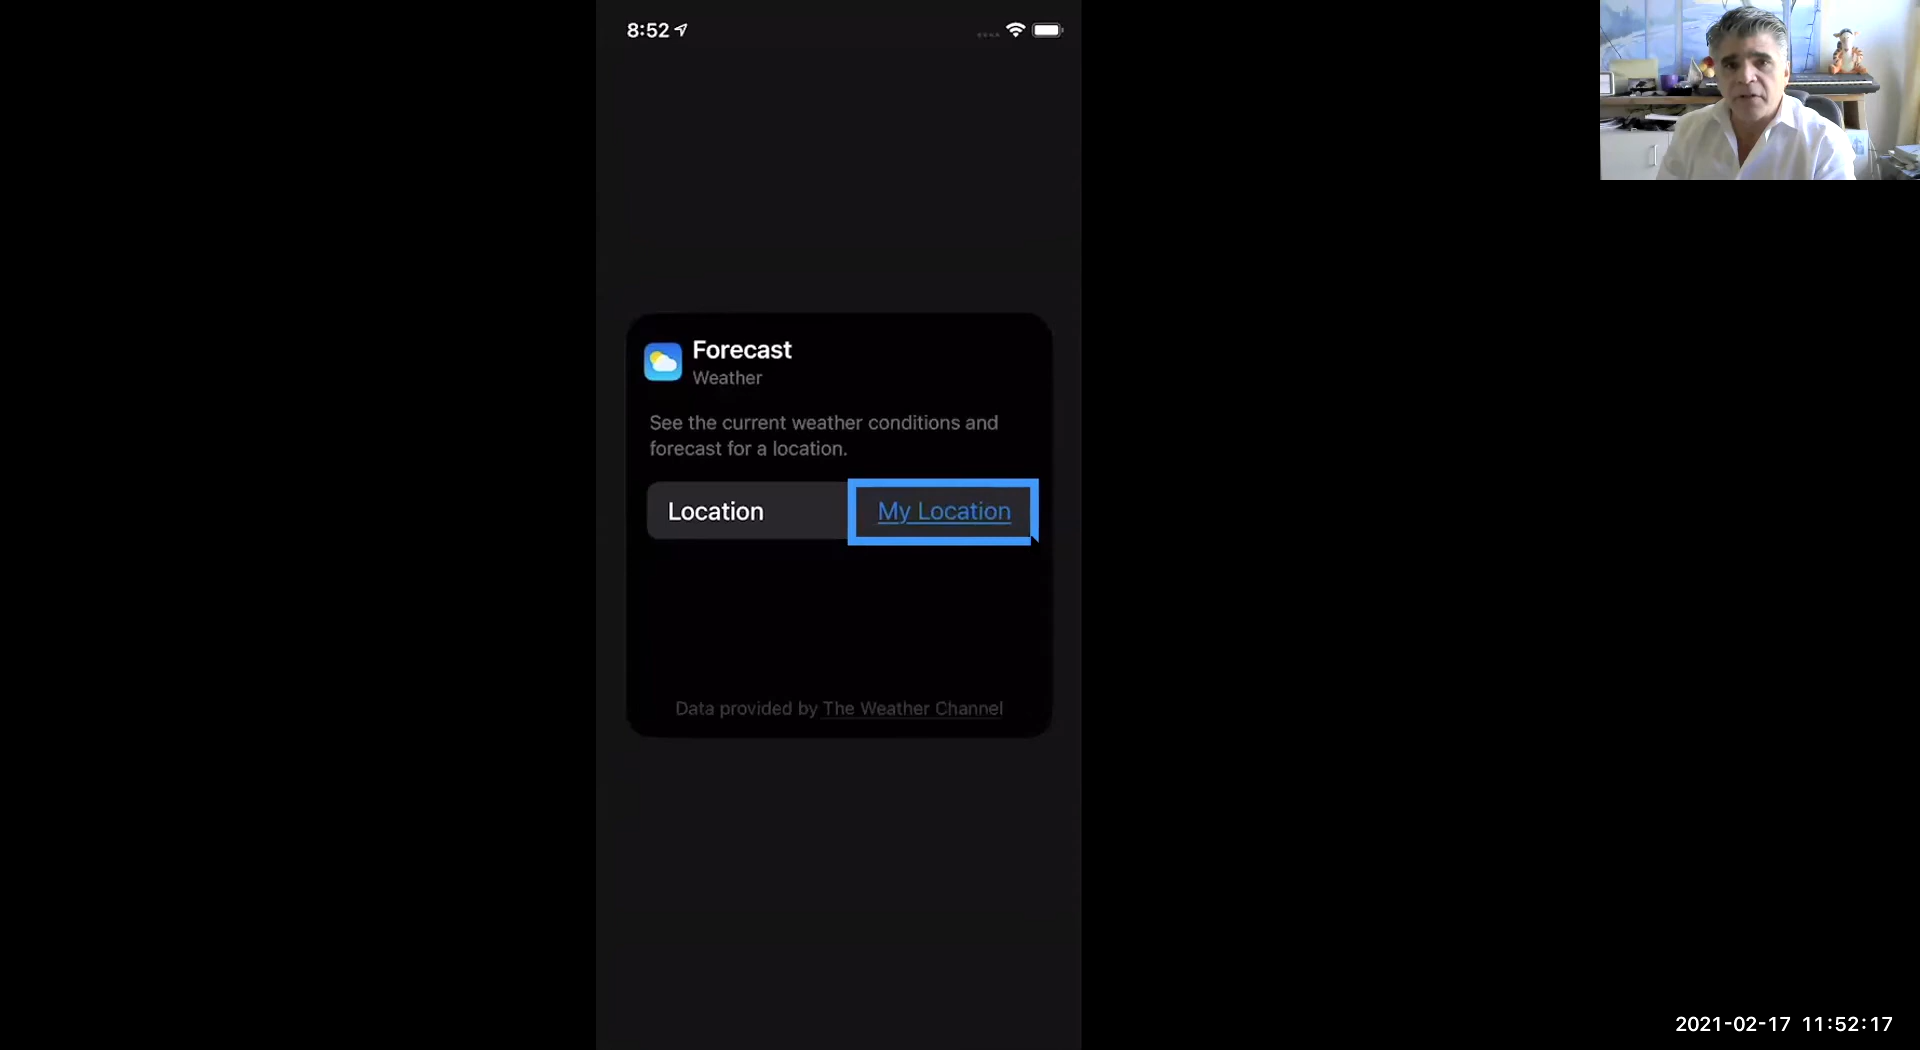 8:52
Forecast
Weather
See the current weather conditions and
forecast for a location.
Location
My Location
Data provided by The Weather Channel
2021-02-17 11:52:17